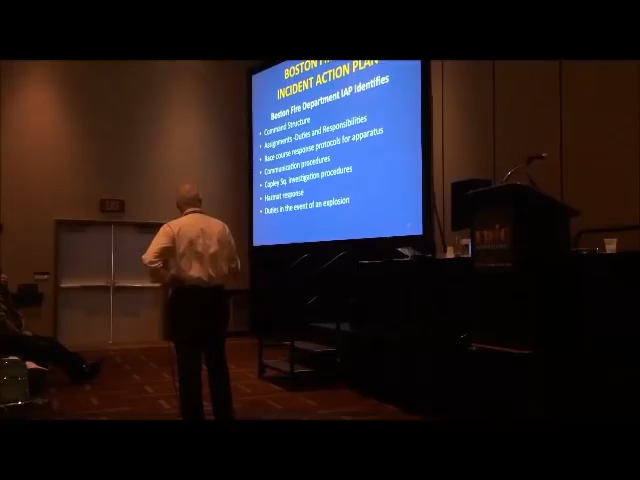 BOSTON
INCIDENT ACTION PLAN
Boston Fire Department IAP Identifies
• Command Structure
• Assignments -Duties and Responsibilities
• Race course response protocols for apparatus
• Communication procedures
• Copley Sq. investigation procedures
• Hazmat response
• Duties in the event of an explosion
EXIT